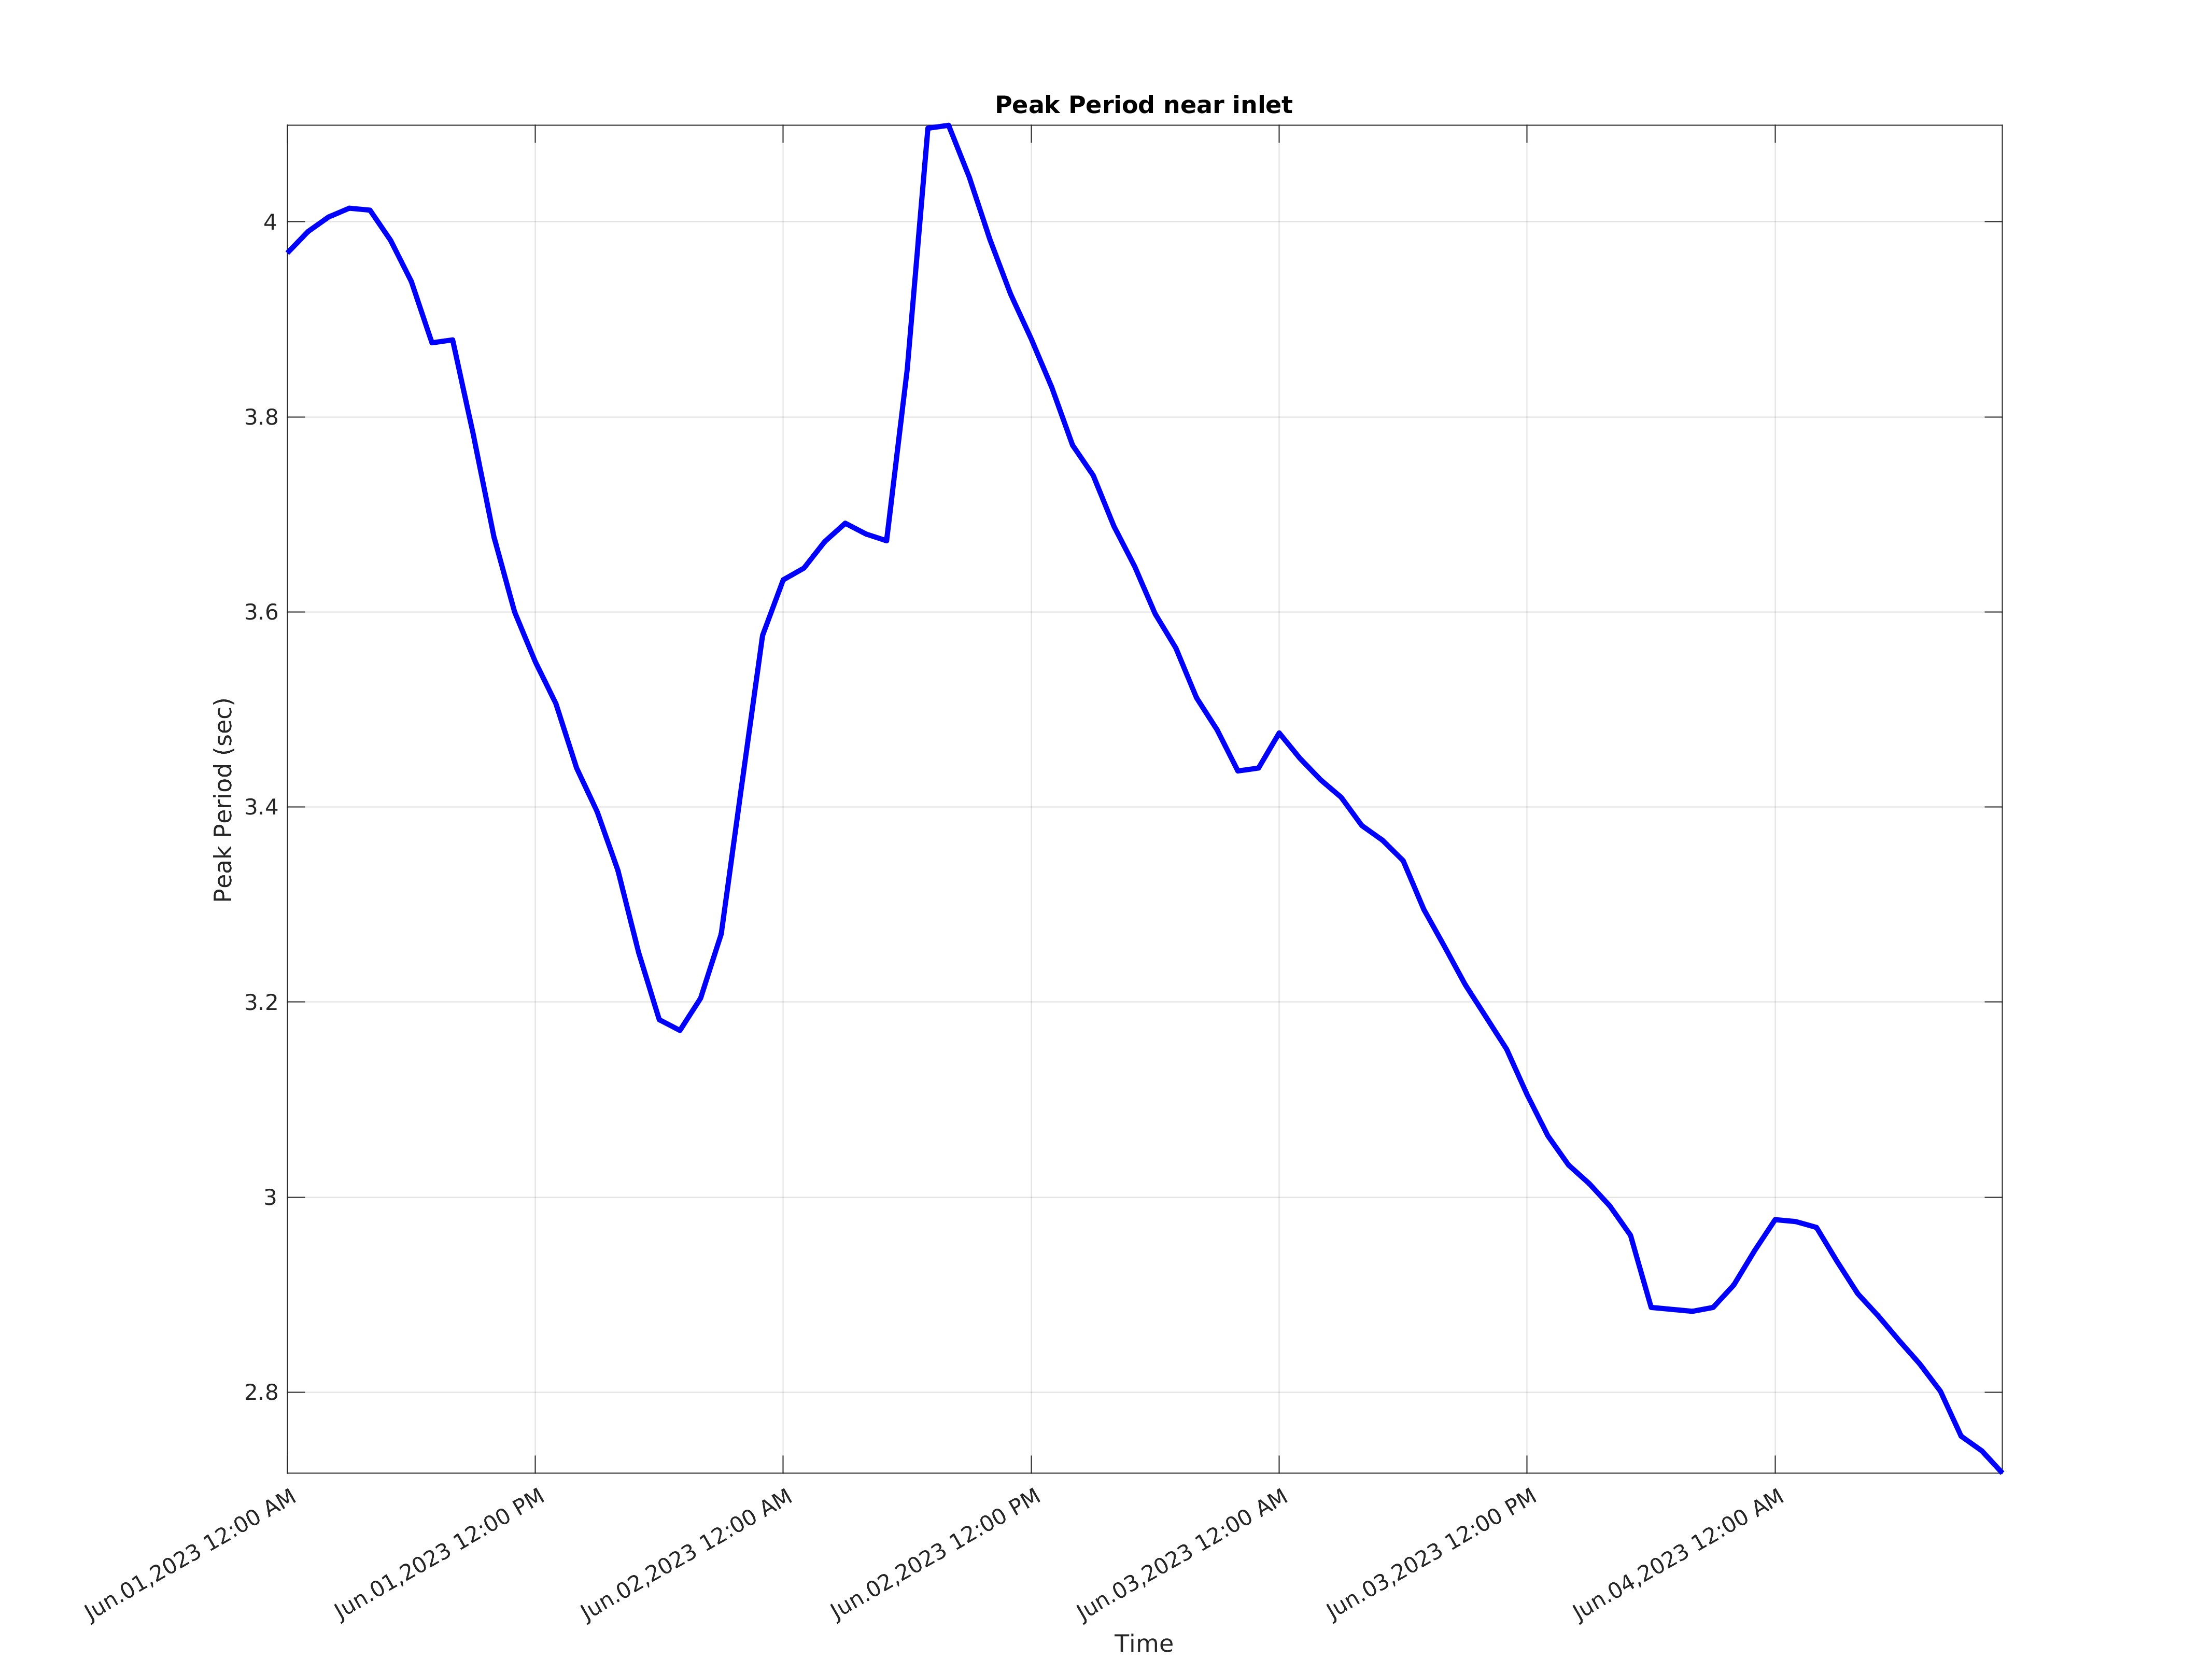 Peak Period near inlet
4
3.8
3.6
3.4
3.2
3
2.8
Peak Period (sec)
Jun.01,2023 12:00 AM
Jun.01,2023 12:00 PM
Jun.02,2023 12:00 AM
Jun.02,2023 12:00 PM
Jun.03,2023 12:00 AM
Jun.03,2023 12:00 PM
Jun.04,2023 12:00 AM
Time